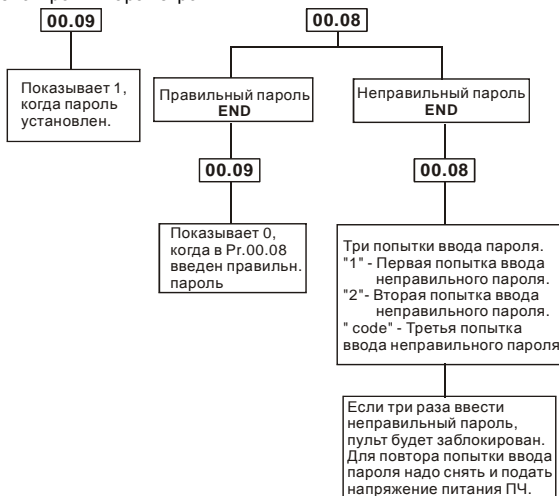 00.09
00.08
Показывает 1,
когда пароль
установлен.
Правильный пароль
END
Неправильный пароль
END
00.09
00.08
Показывает 0,
когда в Pr.00.08
введен правильн.
пароль
Три попытки ввода пароля.
"1" - Первая попытка ввода
неправильного пароля.
"2"- Вторая попытка ввода
неправильного пароля.
" code" - Третья попытка
ввода неправильного пароля
Если три раза ввести
неправильный пароль,
пульт будет заблокирован.
Для повтора попытки ввода
пароля надо снять и подать
напряжение питания ПЧ.